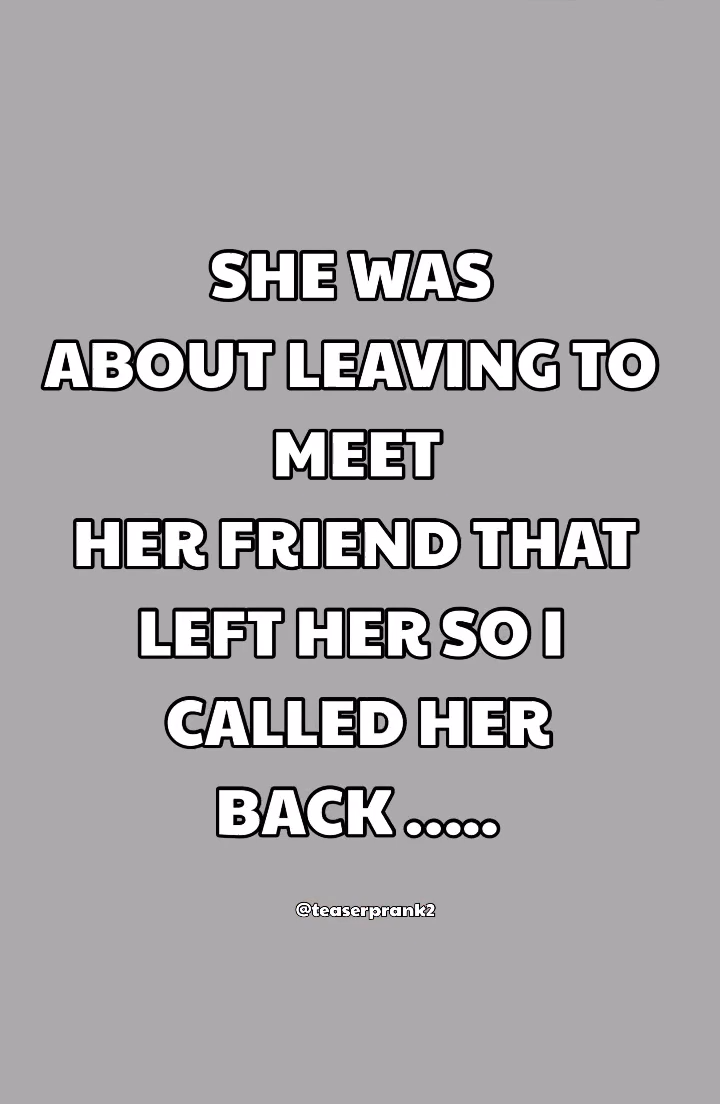 SHE WAS
ABOUT LEAVING TO
MEET
HER FRIEND THAT
LEFT HER SO I
CALLED HER
BACK .....
@teaserprank2